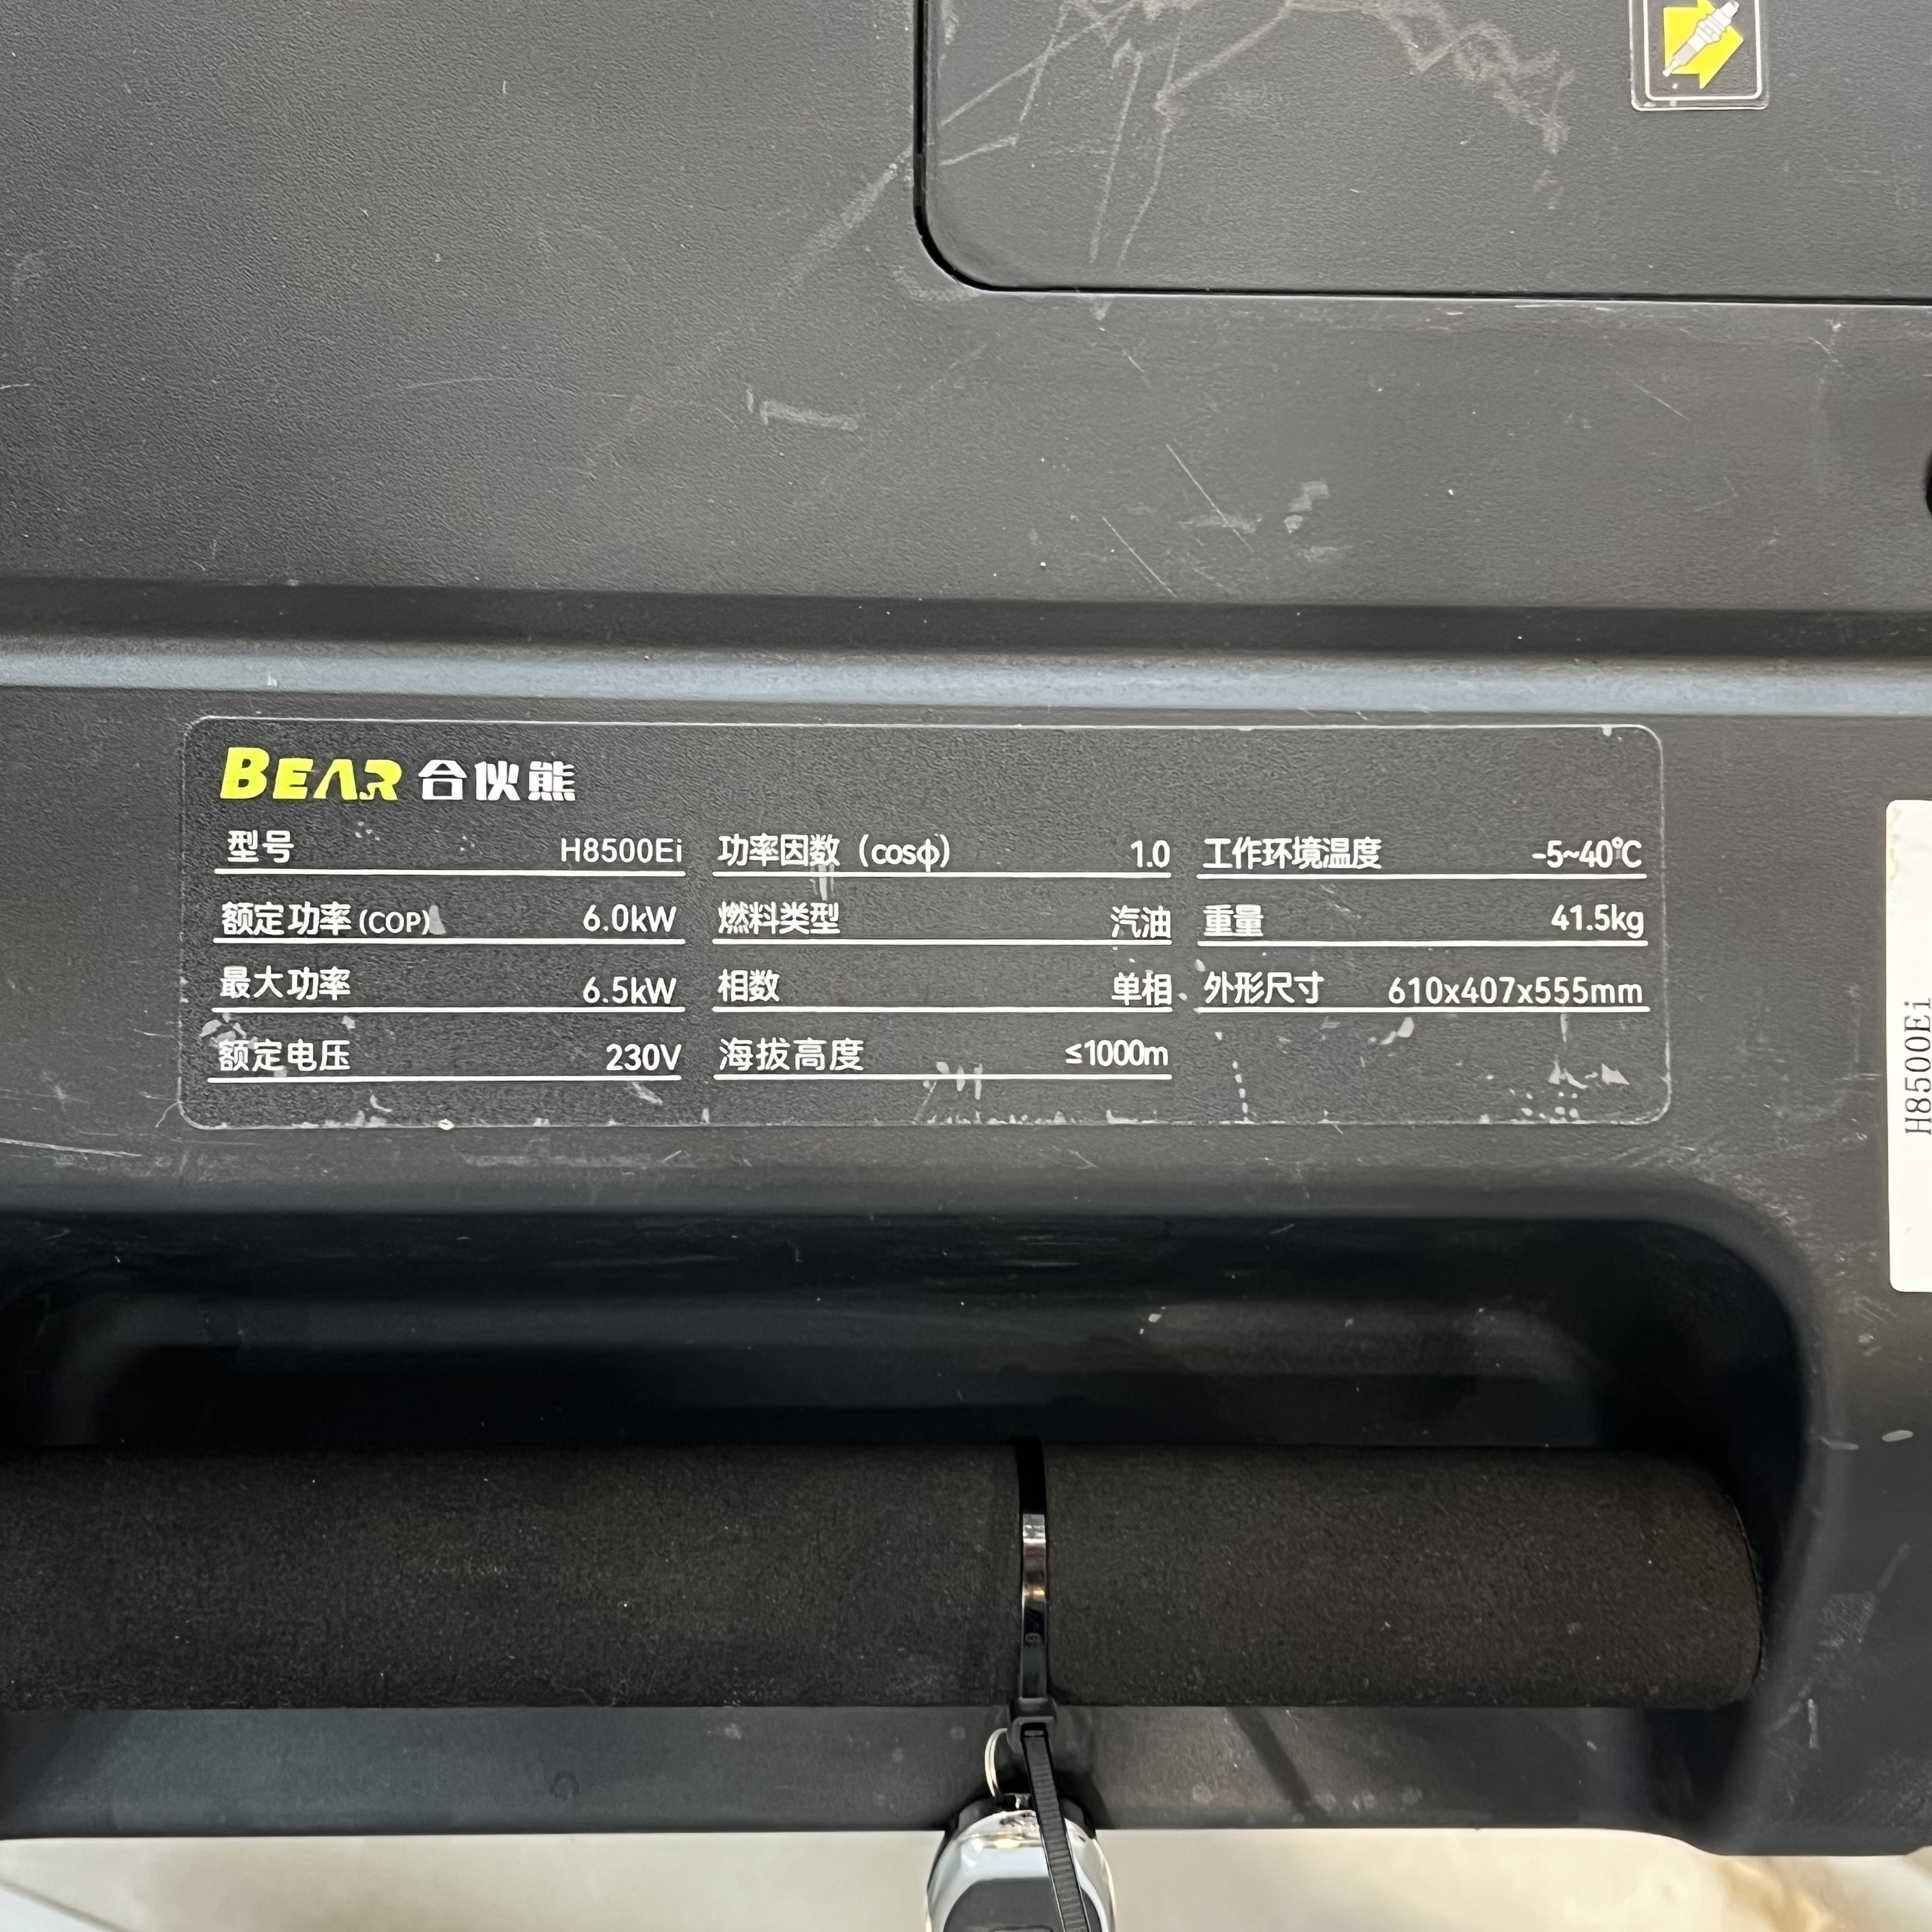 BEAR 合伙熊
型号 H8500Ei
额定功率(COP) 6.0kW
最大功率 6.5kW
额定电压 230V
功率因数（cosφ） 1.0
燃料类型 汽油
相数 单相
海拔高度 ≤1000m
工作环境温度 -5~40℃
重量 41.5kg
外形尺寸 610x407x555mm
H8500Ei